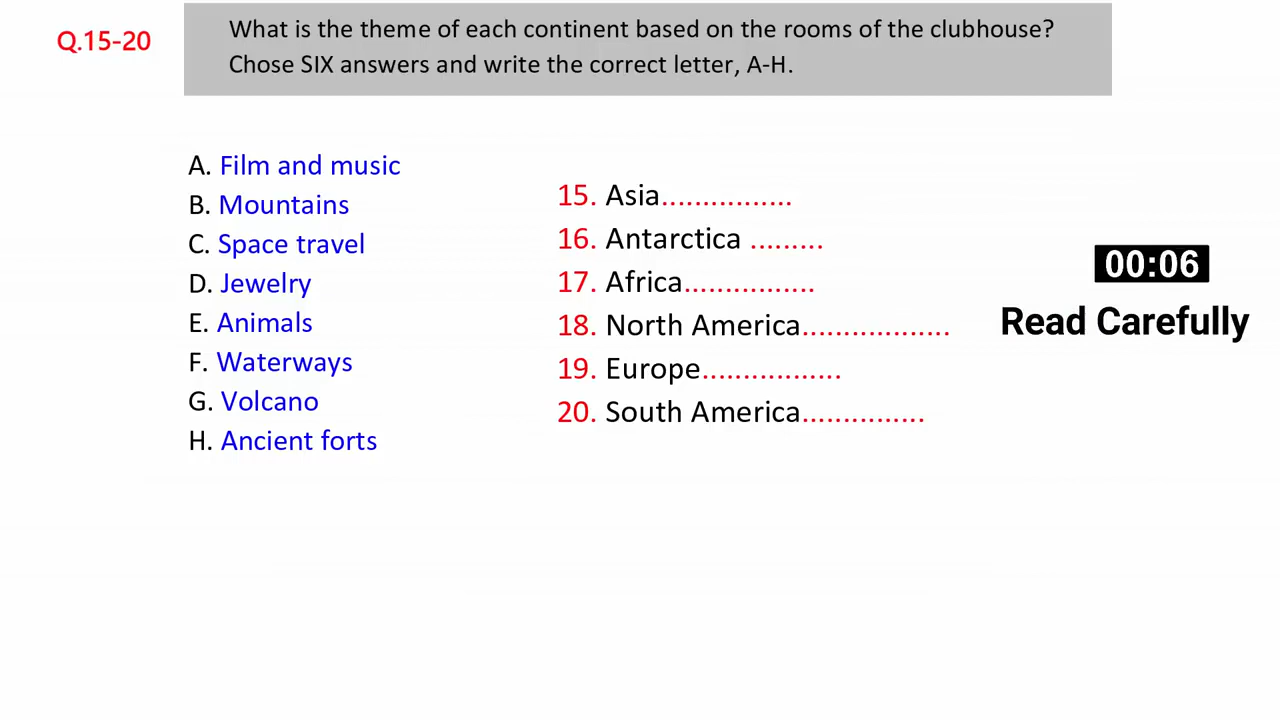 Q.15-20
What is the theme of each continent based on the rooms of the clubhouse?
Chose SIX answers and write the correct letter, A-H.
A. Film and music
B. Mountains
C. Space travel
D. Jewelry
E. Animals
F. Waterways
G. Volcano
H. Ancient forts
15. Asia................
16. Antarctica .........
17. Africa................
18. North America..................
19. Europe.................
20. South America...............
00:06
Read Carefully